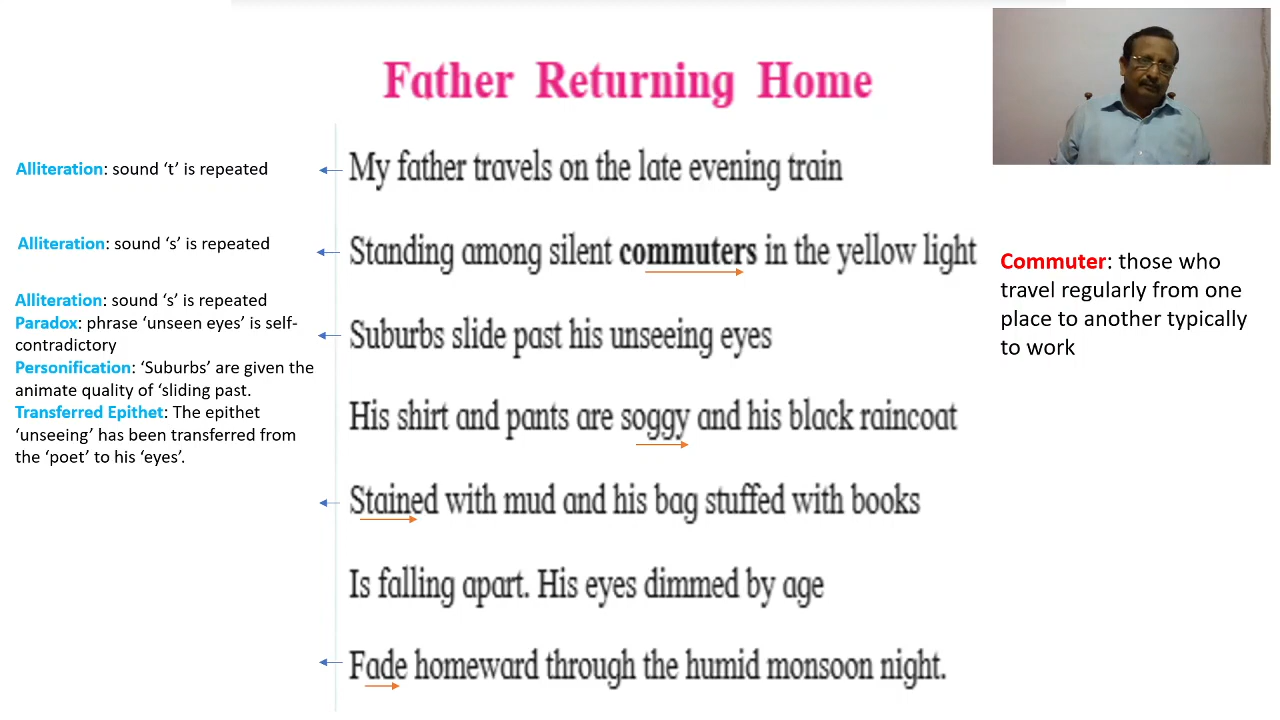 Father Returning Home
Alliteration: sound ‘t’ is repeated
My father travels on the late evening train
Alliteration: sound ‘s’ is repeated
Standing among silent commuters in the yellow light
Commuter: those who
travel regularly from one
place to another typically
to work
Alliteration: sound ‘s’ is repeated
Paradox: phrase ‘unseen eyes’ is self-
contradictory
Personification: ‘Suburbs’ are given the
animate quality of ‘sliding past.
Transferred Epithet: The epithet
‘unseeing’ has been transferred from
the ‘poet’ to his ‘eyes’.
Suburbs slide past his unseeing eyes
His shirt and pants are soggy and his black raincoat
Stained with mud and his bag stuffed with books
Is falling apart. His eyes dimmed by age
Fade homeward through the humid monsoon night.